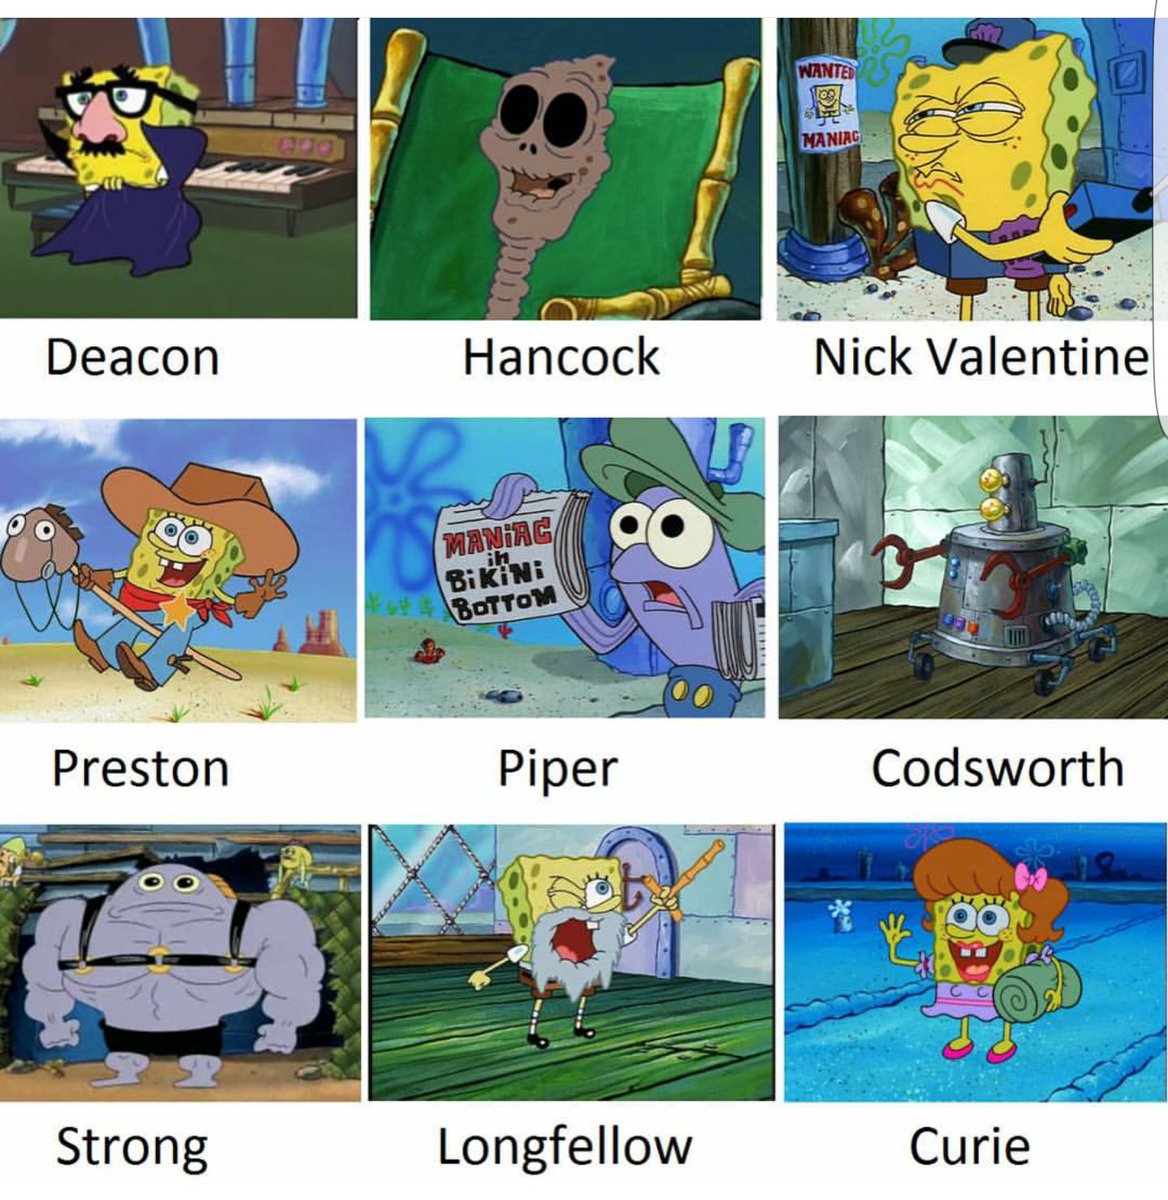 WANTED
MANIAC
Deacon
Hancock
Nick Valentine
MANIAC
in
BiKiNi
BOTTOM
Preston
Piper
Codsworth
Strong
Longfellow
Curie